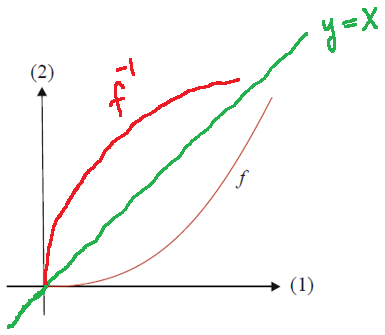 y = x
(2)
f⁻¹
f
(1)